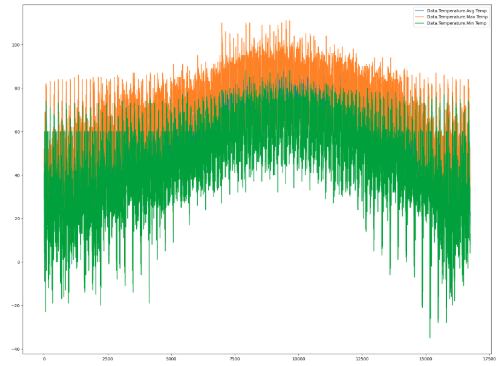 Data.Temperature.Avg Temp
Data.Temperature.Max Temp
Data.Temperature.Min Temp
100
80
60
40
20
0
−20
−40
0 2500 5000 7500 10000 12500 15000 17500